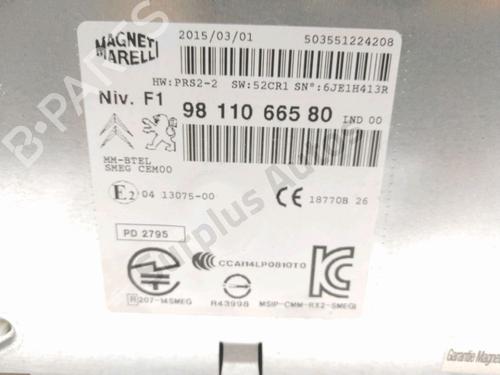 MAGNETI MARELLI
2015/03/01
503551224208
HW:PRS2-2 SW:52CR1 SN°:6JE1H413R
Niv. F1 98 110 665 80 IND 00
MM-BTEL
SMEG CEM00
E2 04 13075-00
CE 18770B 26
PD 2795
CCAI14LP0810T0
R 207-14SMEG
R43998
MSIP-CMM-RX2-SMEGI
Garantie Magneti
B-Parts
Surplus Autos